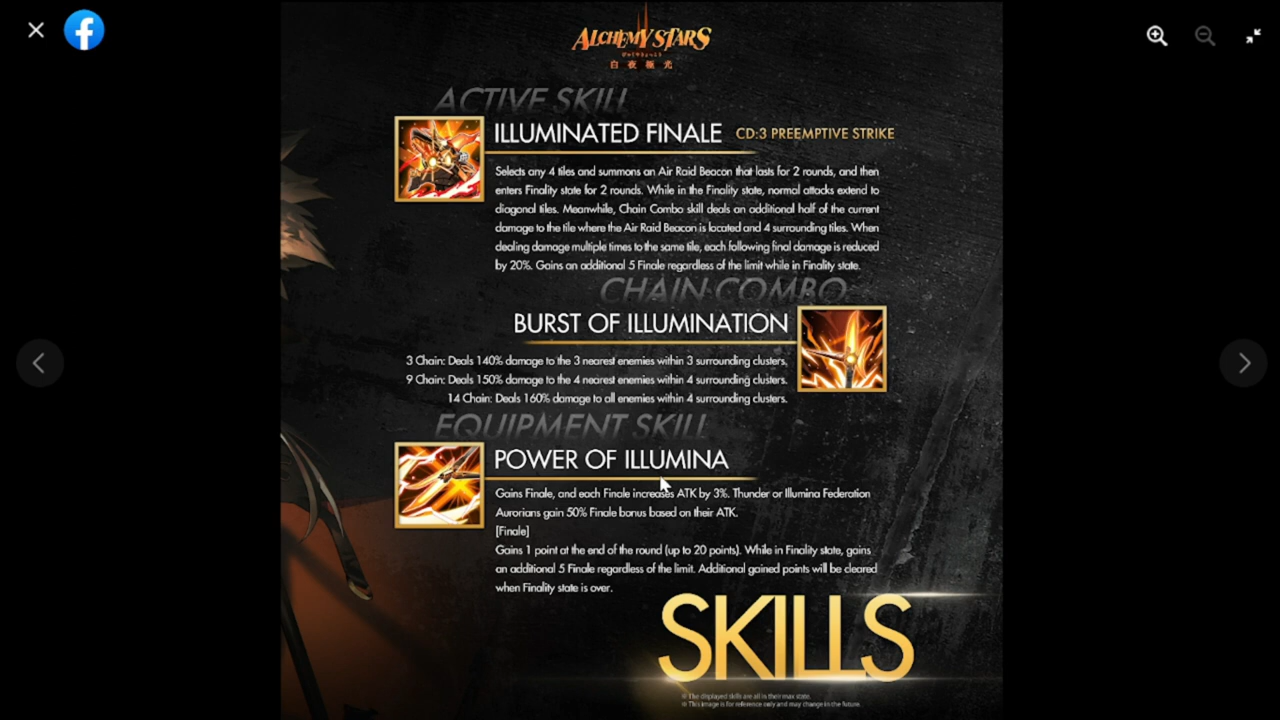 ALCHEMY STARS
白夜極光
ACTIVE SKILL
ILLUMINATED FINALE CD:3 PREEMPTIVE STRIKE
Selects any 4 tiles and summons an Air Raid Beacon that lasts for 2 rounds, and then
enters Finality state for 2 rounds. While in the Finality state, normal attacks extend to
diagonal tiles. Meanwhile, Chain Combo skill deals an additional half of the current
damage to the tile where the Air Raid Beacon is located and 4 surrounding tiles. When
dealing damage multiple times to the same tile, each following final damage is reduced
by 20%. Gains an additional 5 Finale regardless of the limit while in Finality state.
CHAIN COMBO
BURST OF ILLUMINATION
3 Chain: Deals 140% damage to the 3 nearest enemies within 3 surrounding clusters.
9 Chain: Deals 150% damage to the 4 nearest enemies within 4 surrounding clusters.
14 Chain: Deals 160% damage to all enemies within 4 surrounding clusters.
EQUIPMENT SKILL
POWER OF ILLUMINA
Gains Finale, and each Finale increases ATK by 3%. Thunder or Illumina Federation
Aurorians gain 50% Finale bonus based on their ATK.
[Finale]
Gains 1 point at the end of the round (up to 20 points). While in Finality state, gains
an additional 5 Finale regardless of the limit. Additional gained points will be cleared
when Finality state is over.
SKILLS
※ The displayed skills are all in their max state.
※ This image is for reference only and may change in the future.